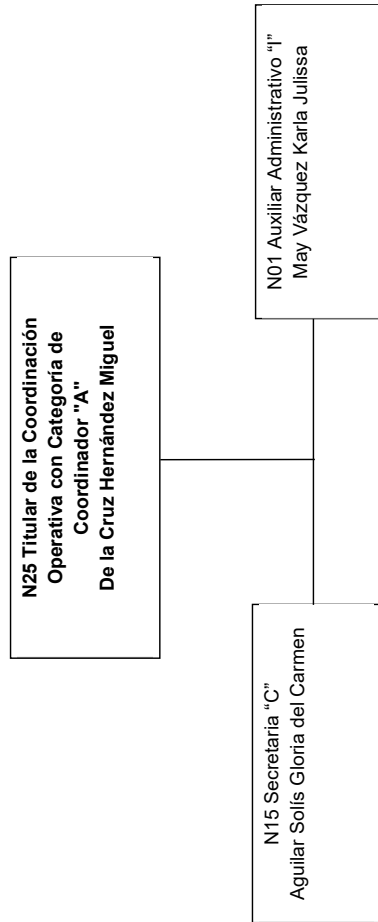 N25 Titular de la Coordinación
Operativa con Categoría de
Coordinador "A"
De la Cruz Hernández Miguel
N15 Secretaria “C”
Aguilar Solís Gloria del Carmen
N01 Auxiliar Administrativo “I”
May Vázquez Karla Julissa